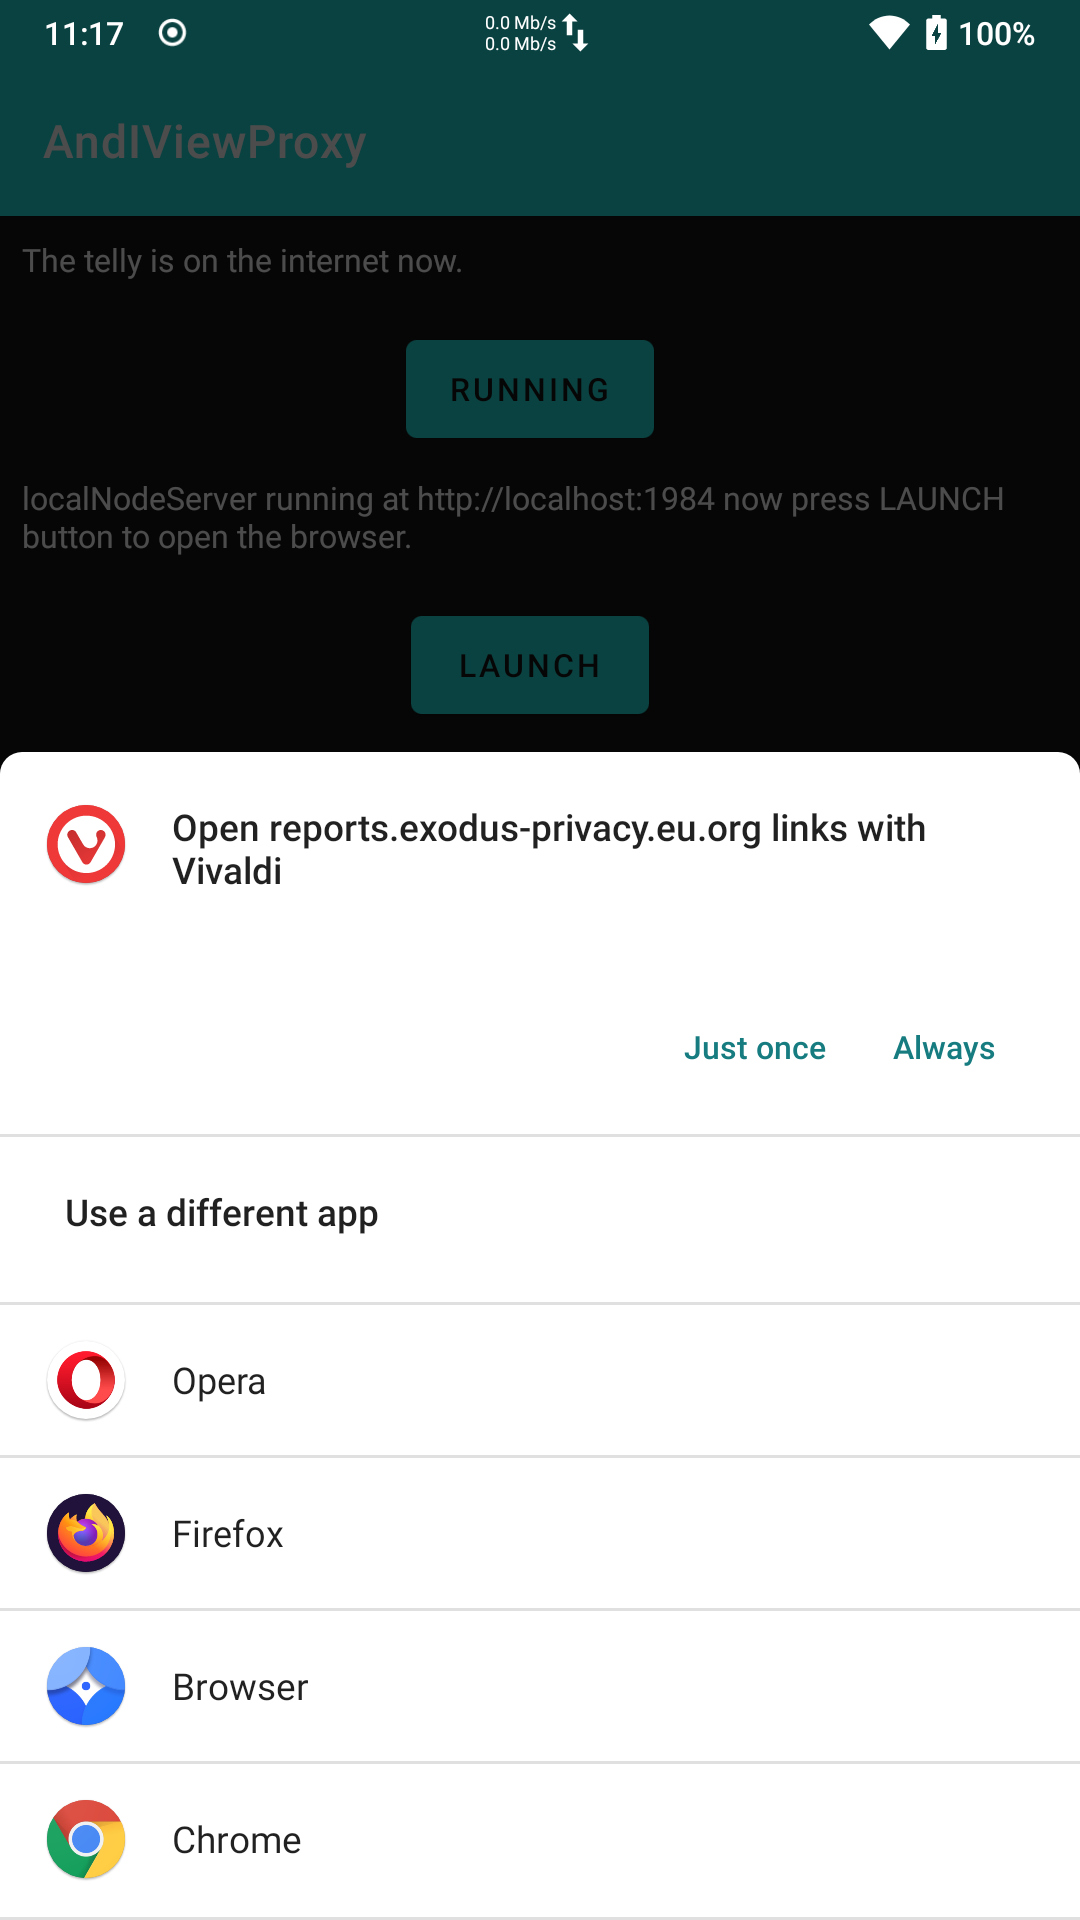 11:17
0.0 Mb/s
0.0 Mb/s
100%
AndIViewProxy
The telly is on the internet now.
RUNNING
localNodeServer running at http://localhost:1984 now press LAUNCH
button to open the browser.
LAUNCH
Open reports.exodus-privacy.eu.org links with
Vivaldi
Just once
Always
Use a different app
Opera
Firefox
Browser
Chrome